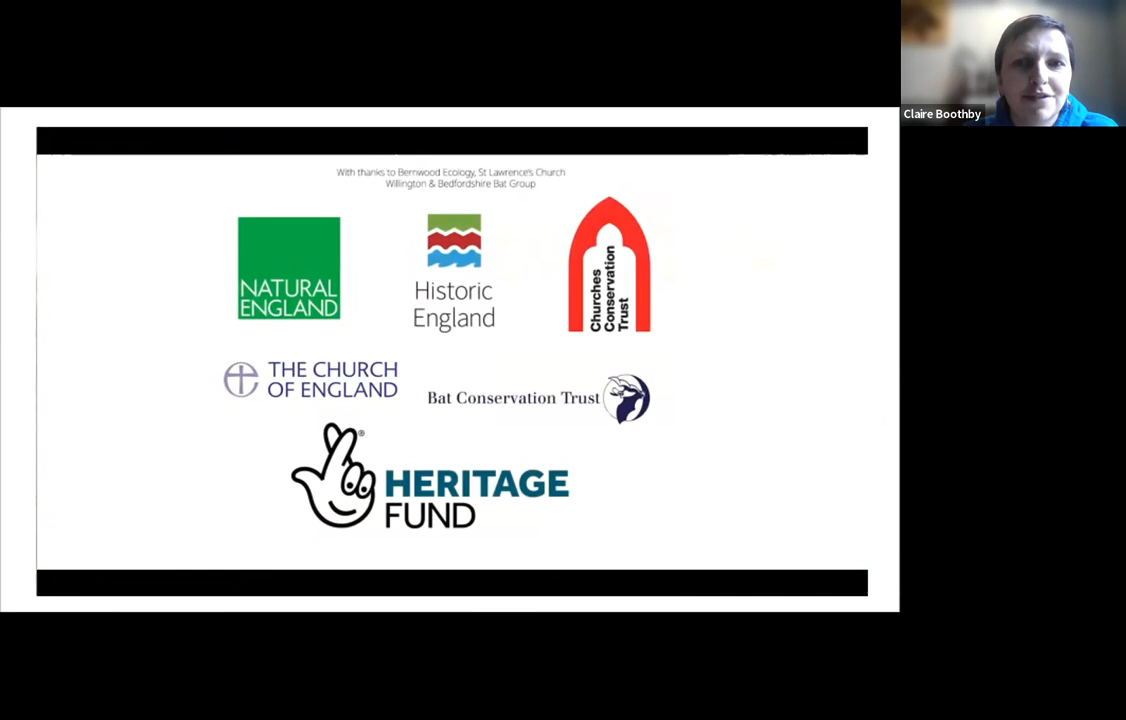 Claire Boothby
With thanks to Bernwood Ecology, St Lawrence's Church
Willington & Bedfordshire Bat Group
NATURAL
ENGLAND
Historic
England
Churches
Conservation
Trust
THE CHURCH
OF ENGLAND
Bat Conservation Trust
®
HERITAGE
FUND